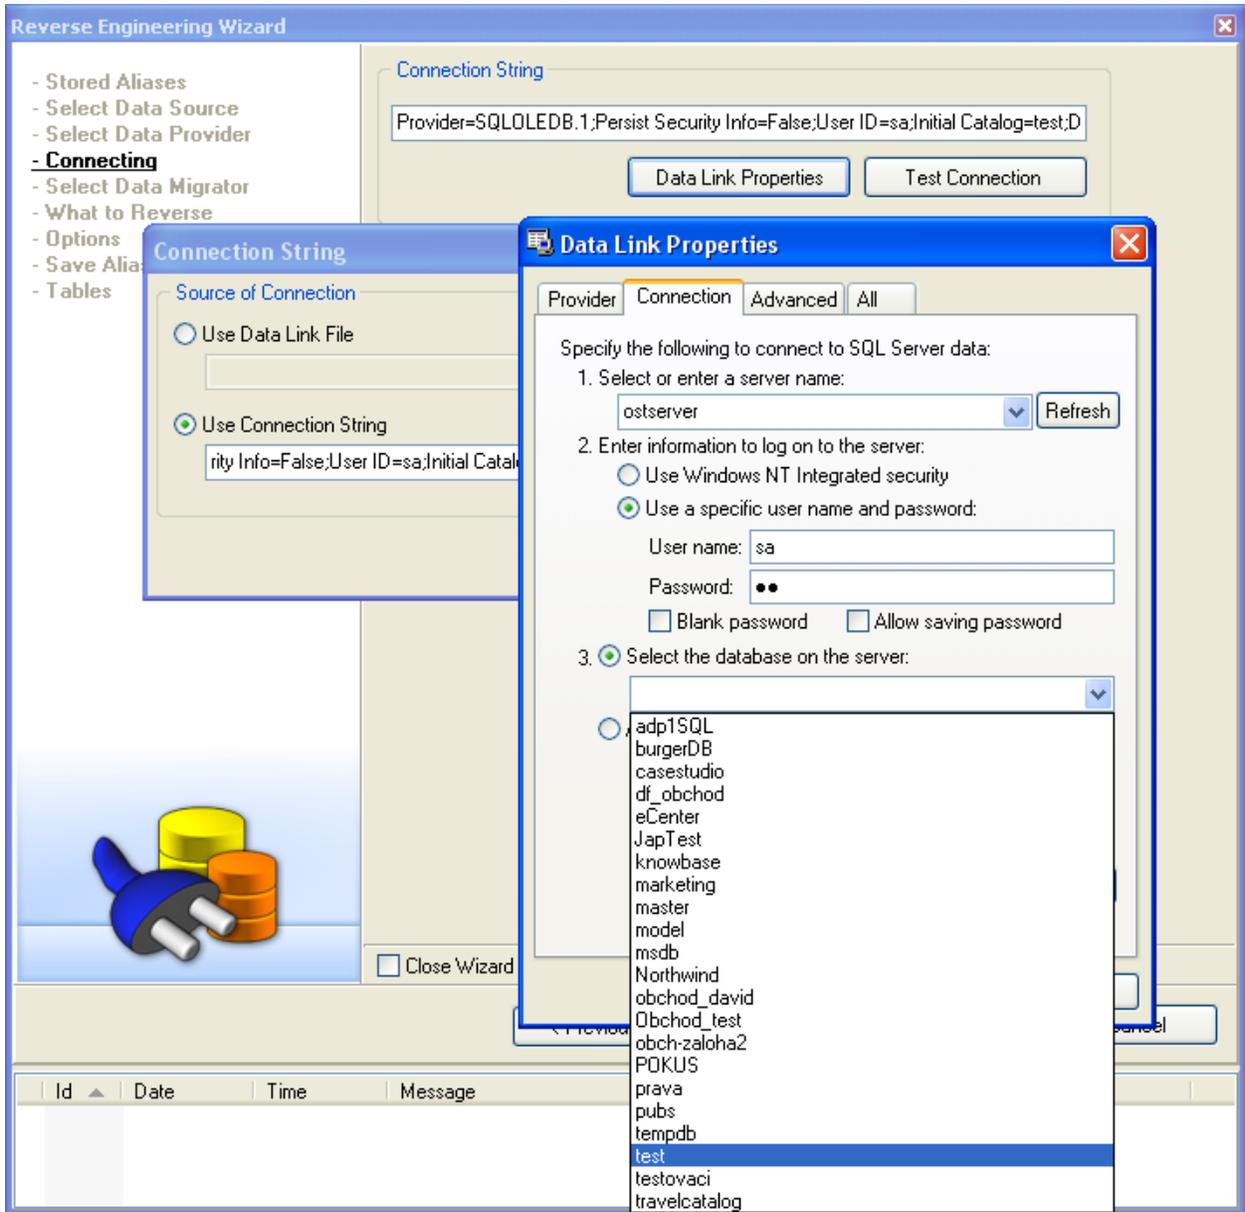 Reverse Engineering Wizard
- Stored Aliases
- Select Data Source
- Select Data Provider
- Connecting
- Select Data Migrator
- What to Reverse
- Options
- Save Alia
- Tables
Connection String
Provider=SQLOLEDB.1;Persist Security Info=False;User ID=sa;Initial Catalog=test;D
Data Link Properties
Test Connection
Connection String
Source of Connection
Use Data Link File
Use Connection String
rity Info=False;User ID=sa;Initial Catal
Data Link Properties
Provider
Connection
Advanced
All
Specify the following to connect to SQL Server data:
1. Select or enter a server name:
ostserver
Refresh
2. Enter information to log on to the server:
Use Windows NT Integrated security
Use a specific user name and password:
User name: sa
Password: ●●
Blank password
Allow saving password
3. Select the database on the server:
adp1SQL
burgerDB
casestudio
df_obchod
eCenter
JapTest
knowbase
marketing
master
model
msdb
Northwind
obchod_david
Obchod_test
obch-zaloha2
POKUS
prava
pubs
tempdb
test
testovaci
travelcatalog
Close Wizard
Id
Date
Time
Message